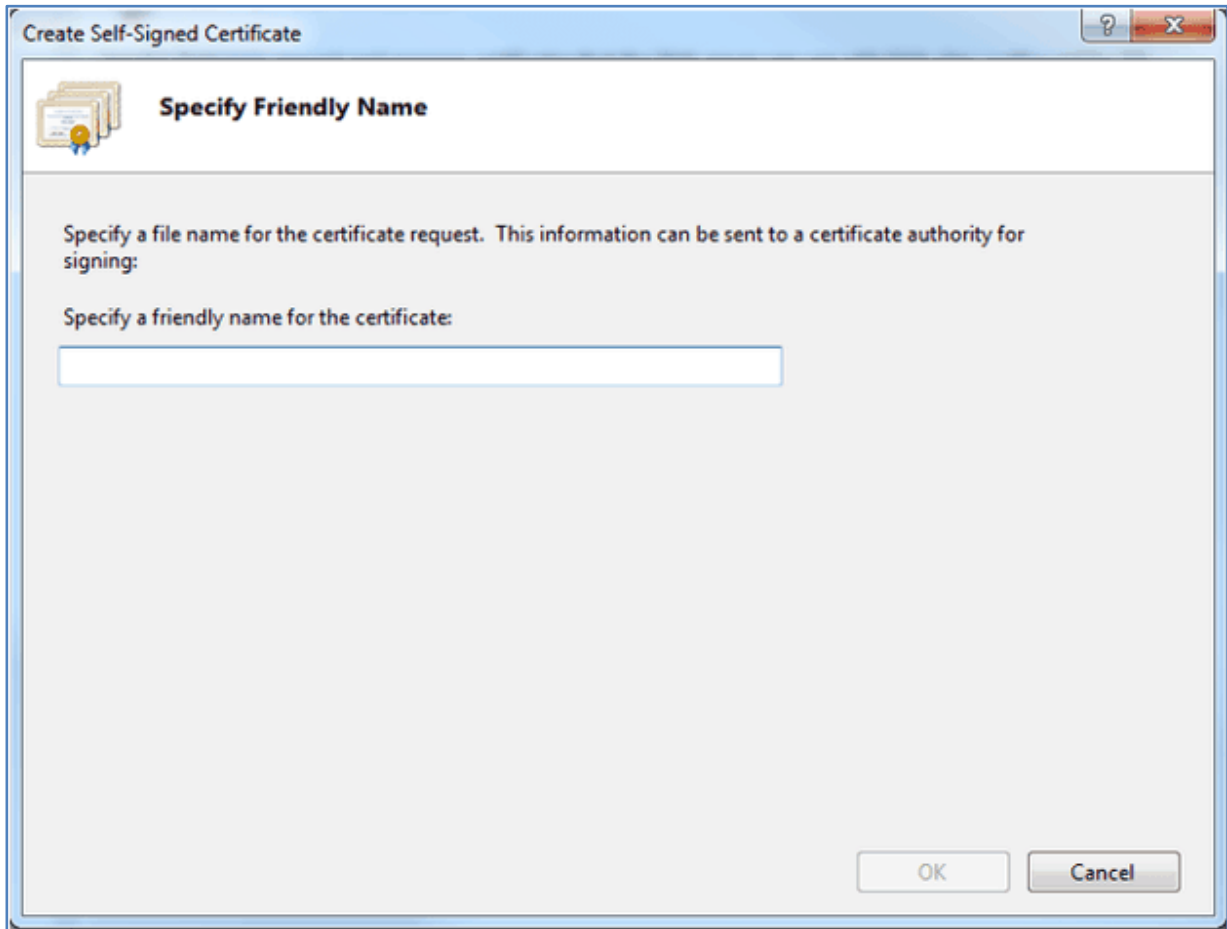 Create Self-Signed Certificate
Specify Friendly Name
Specify a file name for the certificate request.  This information can be sent to a certificate authority for
signing:
Specify a friendly name for the certificate:
OK
Cancel